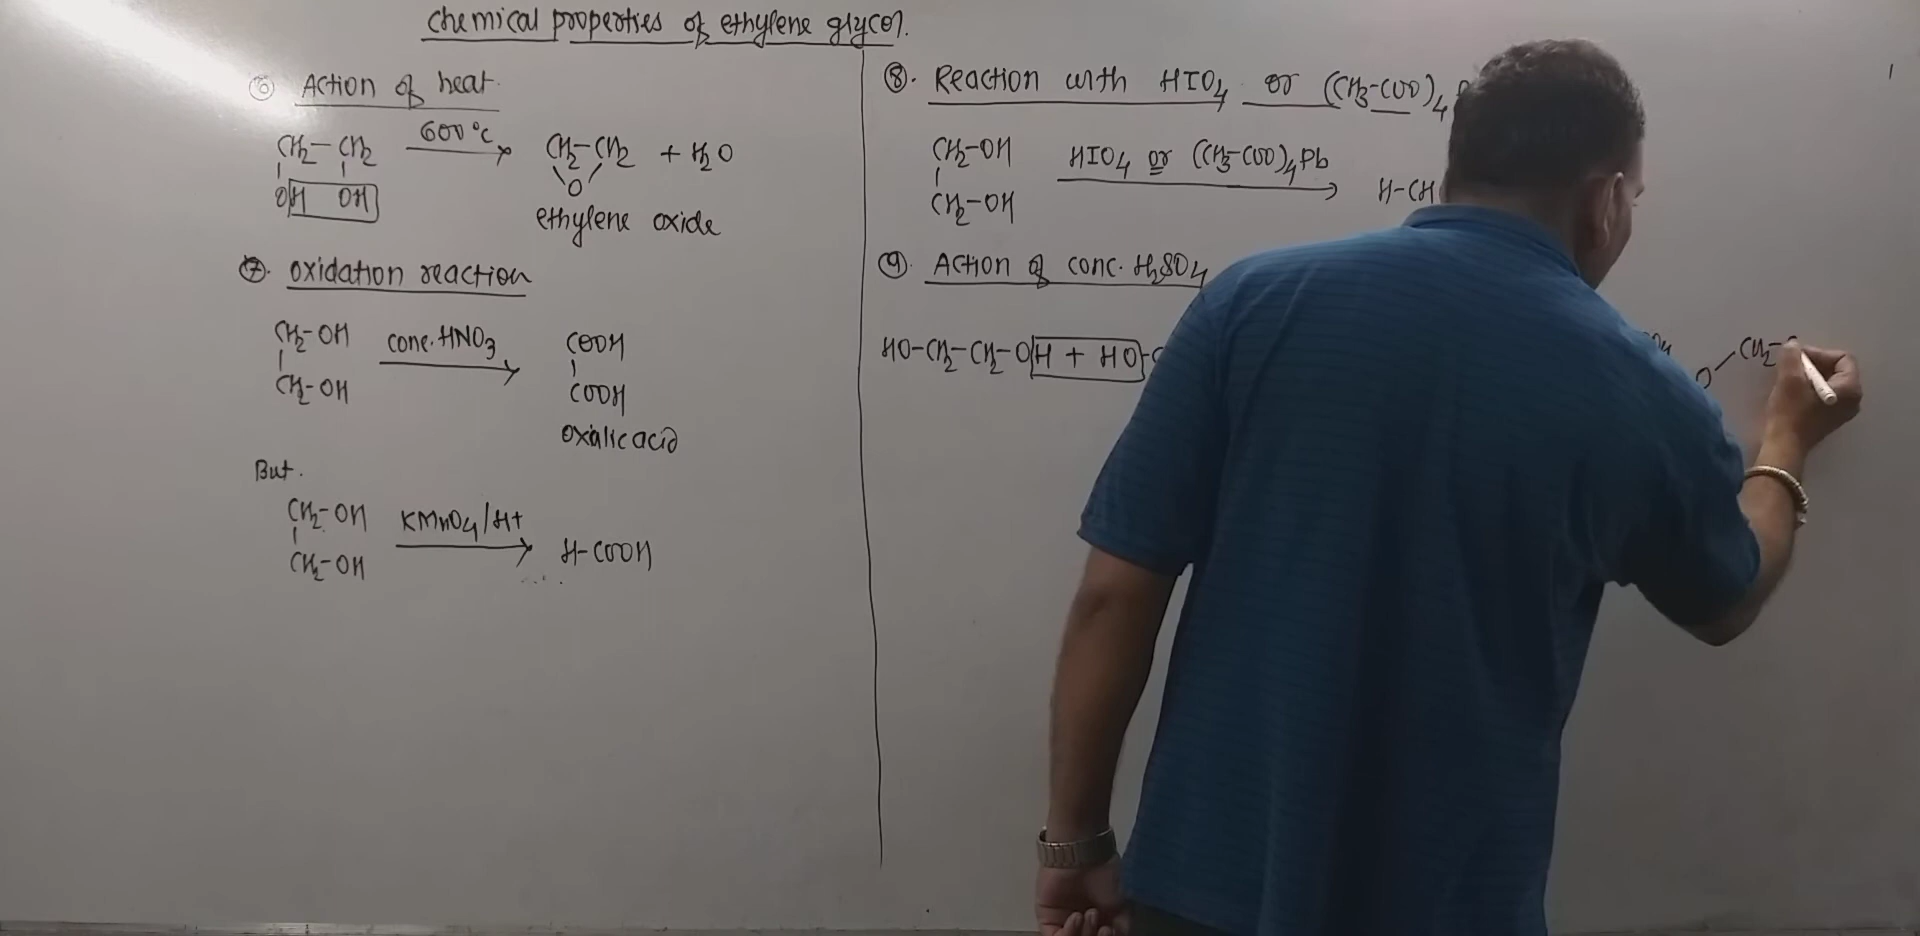 Chemical properties of ethylene glycol.
⑥ Action of heat.
CH2-CH2 600°C CH2-CH2 + H2O
OH OH O
ethylene oxide
⑦. oxidation reaction
CH2-OH conc.HNO3 COOH
CH2-OH COOH
oxalic acid
But.
CH2-OH KMnO4/H+
CH2-OH H-COOH
⑧. Reaction with HIO4 or (CH3-COO)4
CH2-OH HIO4 or (CH3-COO)4Pb
CH2-OH H-CH
⑨. Action of conc. H2SO4
HO-CH2-CH2-OH + HO-C
O CH2-